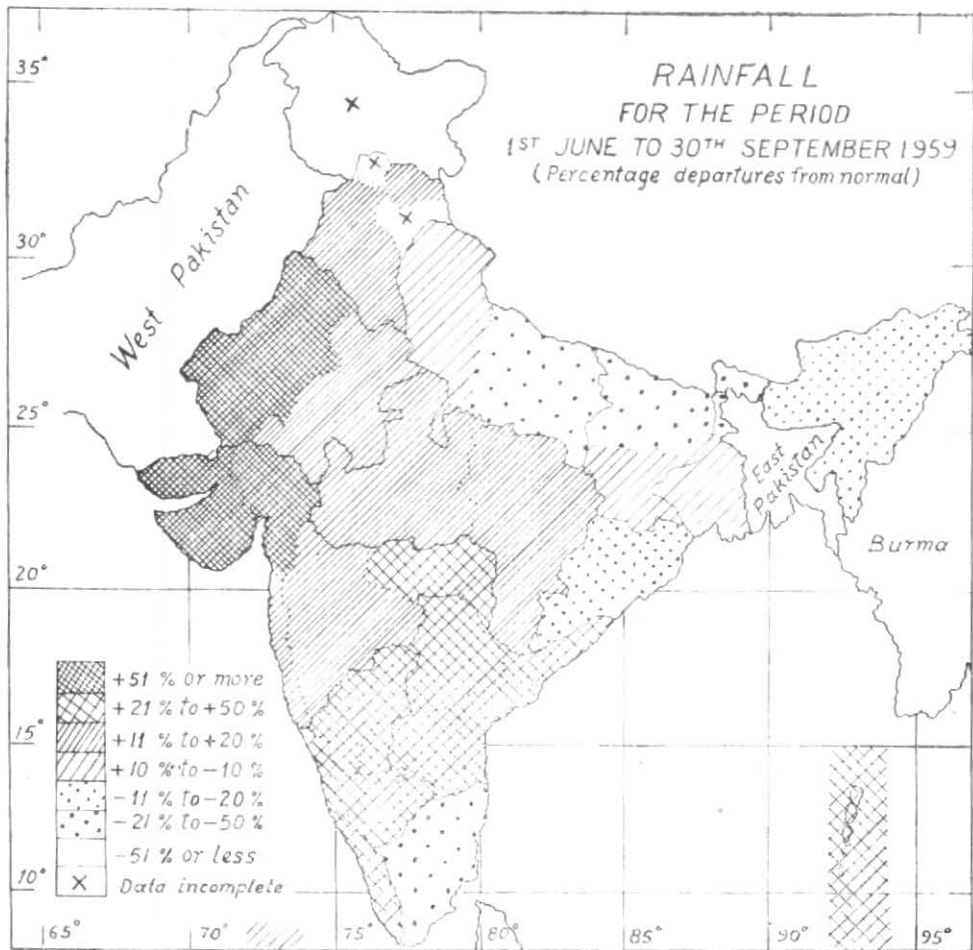 RAINFALL
FOR THE PERIOD
1ST JUNE TO 30TH SEPTEMBER 1959
(Percentage departures from normal)
35°
30°
25°
20°
15°
10°
West Pakistan
East
Pakistan
Burma
+51 % or more
+21 % to +50 %
+11 % to +20 %
+10 % to -10 %
-11 % to -20 %
-21 % to -50 %
-51 % or less
× Data incomplete
65° 70° 75° 80° 85° 90° 95°